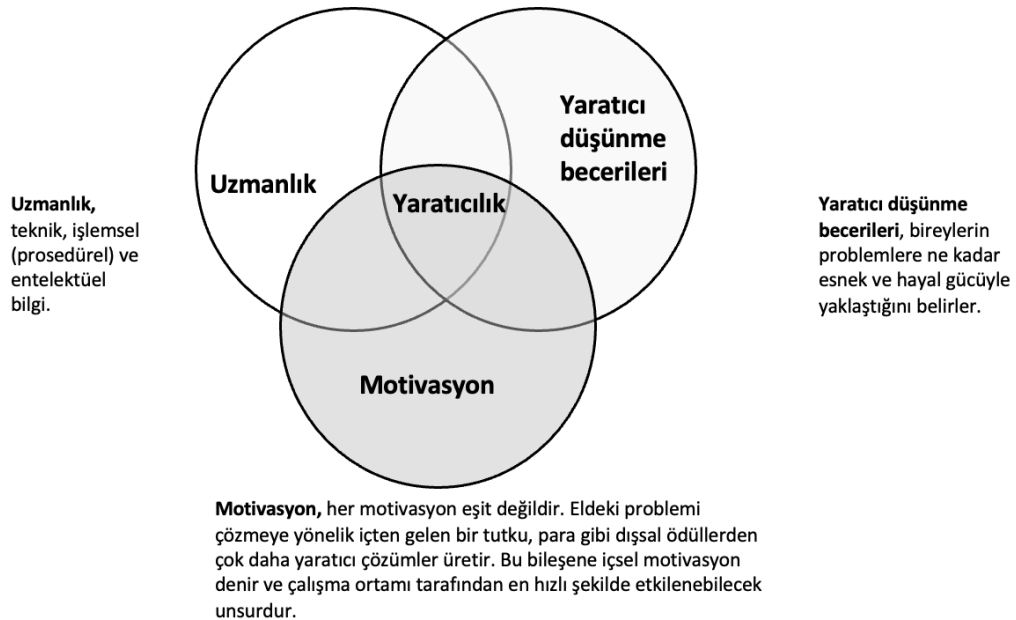 Yaratıcı
düşünme
becerileri
Uzmanlık
Yaratıcılık
Motivasyon
Uzmanlık,
teknik, işlemsel
(prosedürel) ve
entelektüel
bilgi.
Yaratıcı düşünme
becerileri, bireylerin
problemlere ne kadar
esnek ve hayal gücüyle
yaklaştığını belirler.
Motivasyon, her motivasyon eşit değildir. Eldeki problemi
çözmeye yönelik içten gelen bir tutku, para gibi dışsal ödüllerden
çok daha yaratıcı çözümler üretir. Bu bileşene içsel motivasyon
denir ve çalışma ortamı tarafından en hızlı şekilde etkilenebilecek
unsurdur.